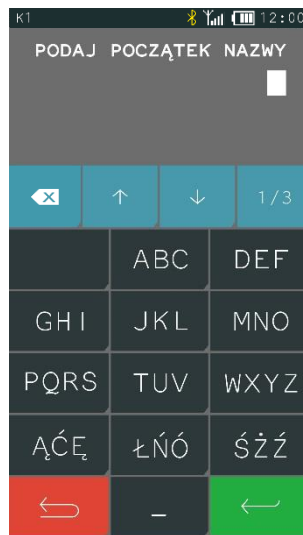 K1 12:00
PODAJ POCZĄTEK NAZWY
1/3
ABC DEF
GHI JKL MNO
PQRS TUV WXYZ
ĄĆĘ ŁŃÓ ŚŻŹ
_